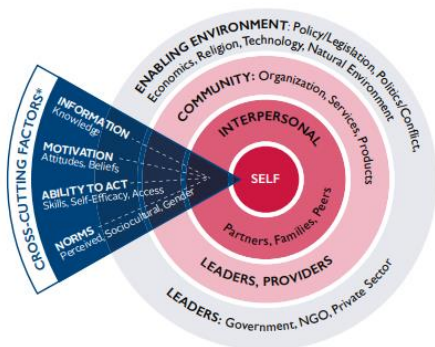 CROSS-CUTTING FACTORS*
INFORMATION
Knowledge
MOTIVATION
Attitudes, Beliefs
ABILITY TO ACT
Skills, Self-Efficacy, Access
NORMS
Perceived, Sociocultural, Gender
ENABLING ENVIRONMENT: Policy/Legislation, Politics/Conflict,
Economics, Religion, Technology, Natural Environment
COMMUNITY: Organization, Services, Products
INTERPERSONAL
SELF
Partners, Families, Peers
LEADERS, PROVIDERS
LEADERS: Government, NGO, Private Sector